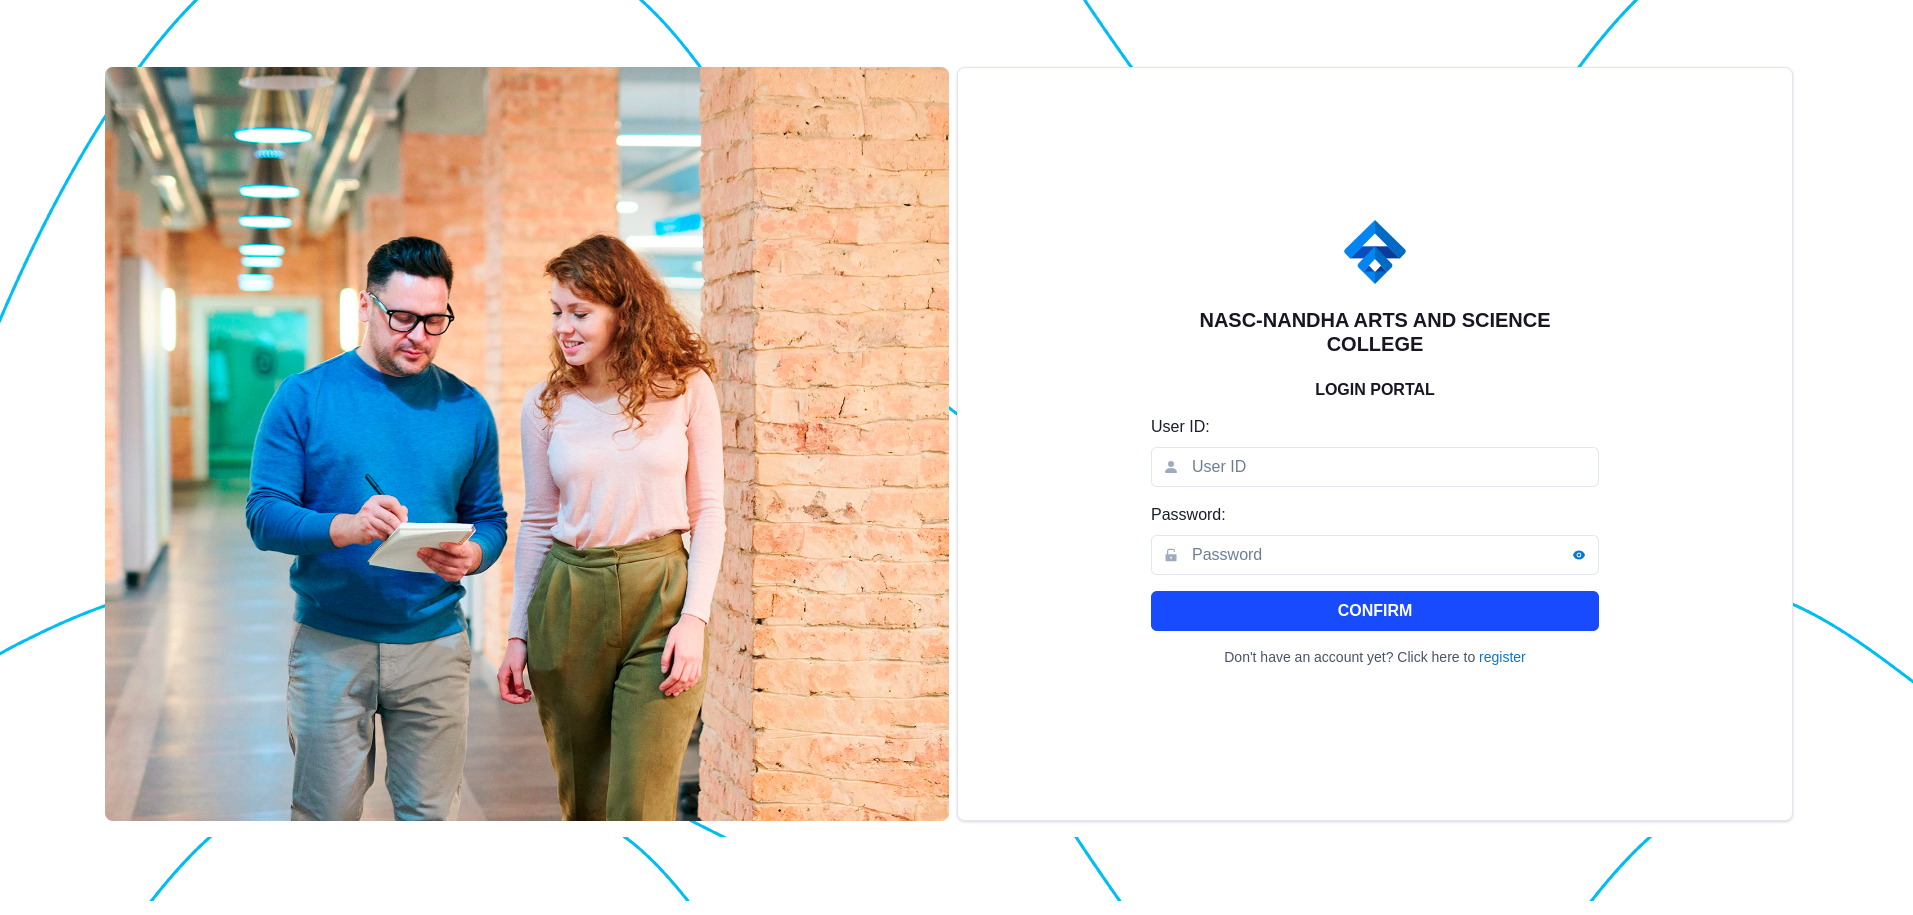 NASC-NANDHA ARTS AND SCIENCE
COLLEGE
LOGIN PORTAL
User ID:
User ID
Password:
Password
CONFIRM
Don't have an account yet? Click here to register